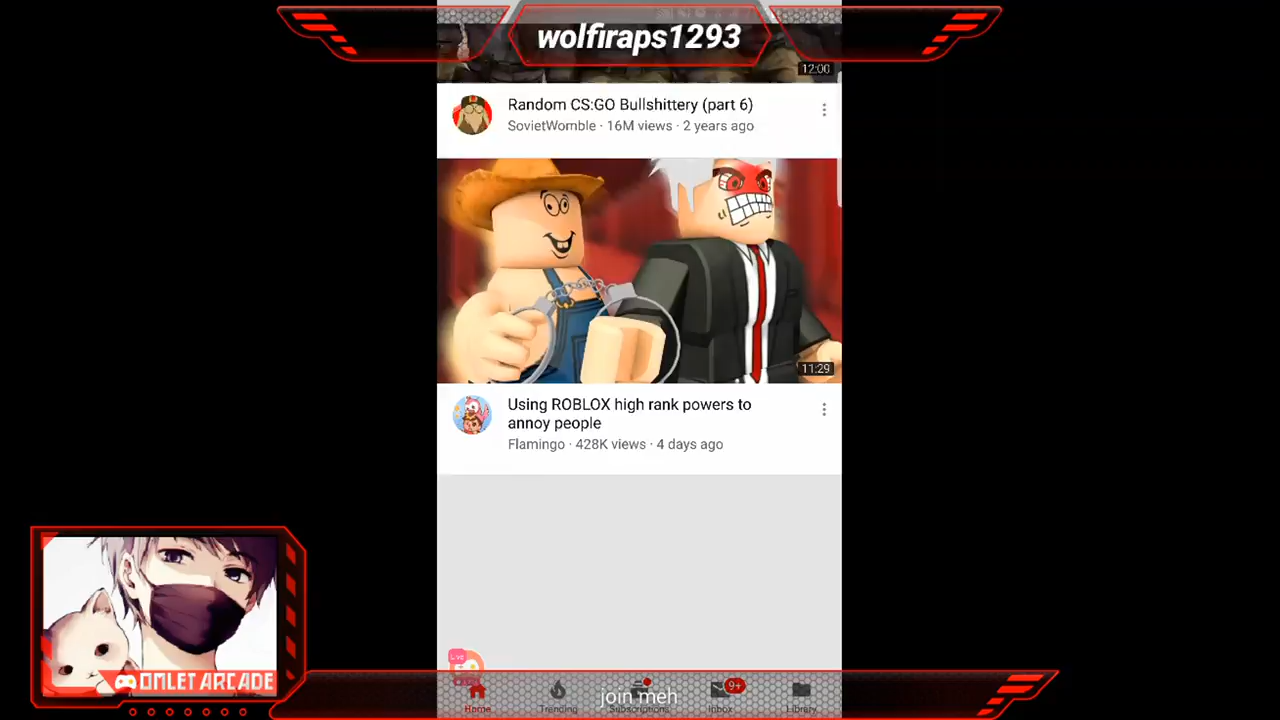 wolfiraps1293
12:00
Random CS:GO Bullshittery (part 6)
SovietWomble · 16M views · 2 years ago
11:29
Using ROBLOX high rank powers to
annoy people
Flamingo · 428K views · 4 days ago
Live
OMLET ARCADE
9+
join meh
Home Trending Subscriptions Inbox Library